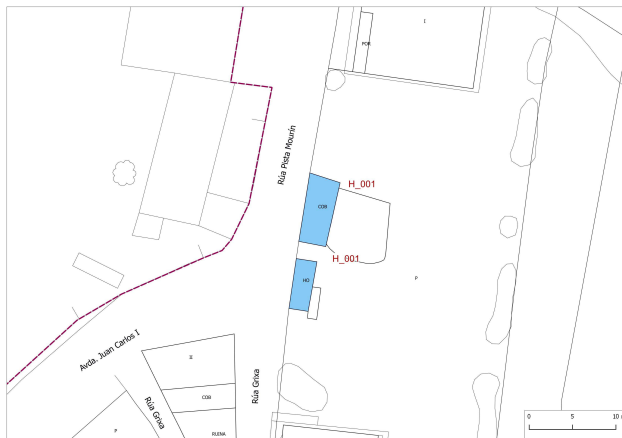 I
POR
Rúa Pista Mourín
H_001
COB
H_001
HO
P
Avda. Juan Carlos I
II
COB
Rúa Grixa
Rúa Grixa
P
RUINA
0 5 10